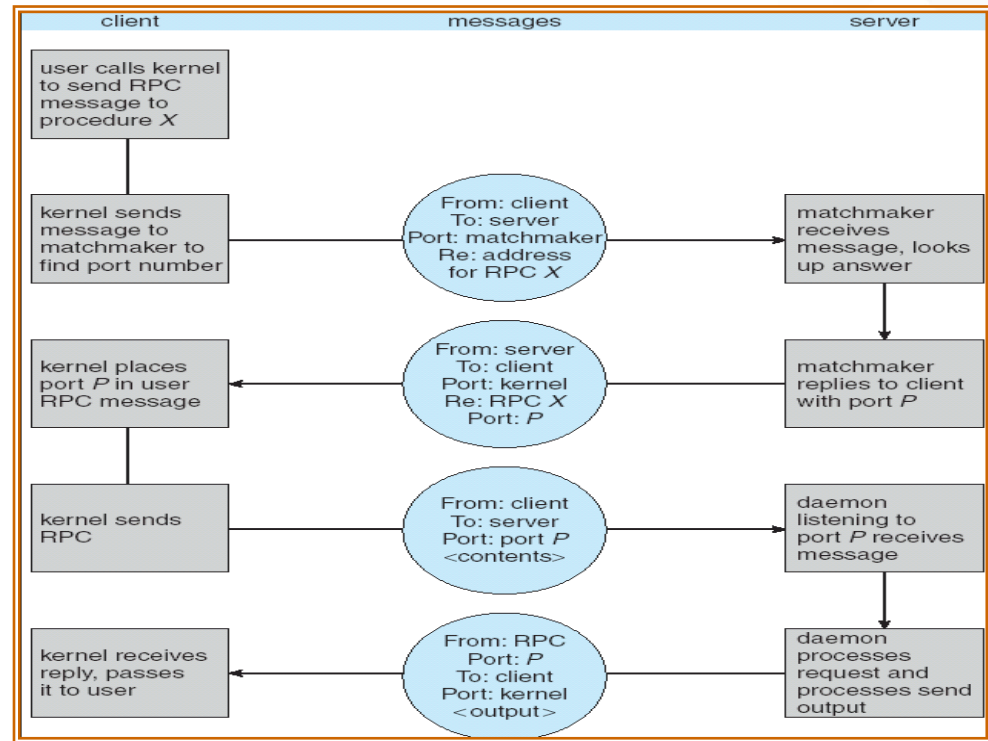 client
messages
server
user calls kernel
to send RPC
message to
procedure X
kernel sends
message to
matchmaker to
find port number
From: client
To: server
Port: matchmaker
Re: address
for RPC X
matchmaker
receives
message, looks
up answer
kernel places
port P in user
RPC message
From: server
To: client
Port: kernel
Re: RPC X
Port: P
matchmaker
replies to client
with port P
kernel sends
RPC
From: client
To: server
Port: port P
<contents>
daemon
listening to
port P receives
message
kernel receives
reply, passes
it to user
From: RPC
Port: P
To: client
Port: kernel
<output>
daemon
processes
request and
processes send
output